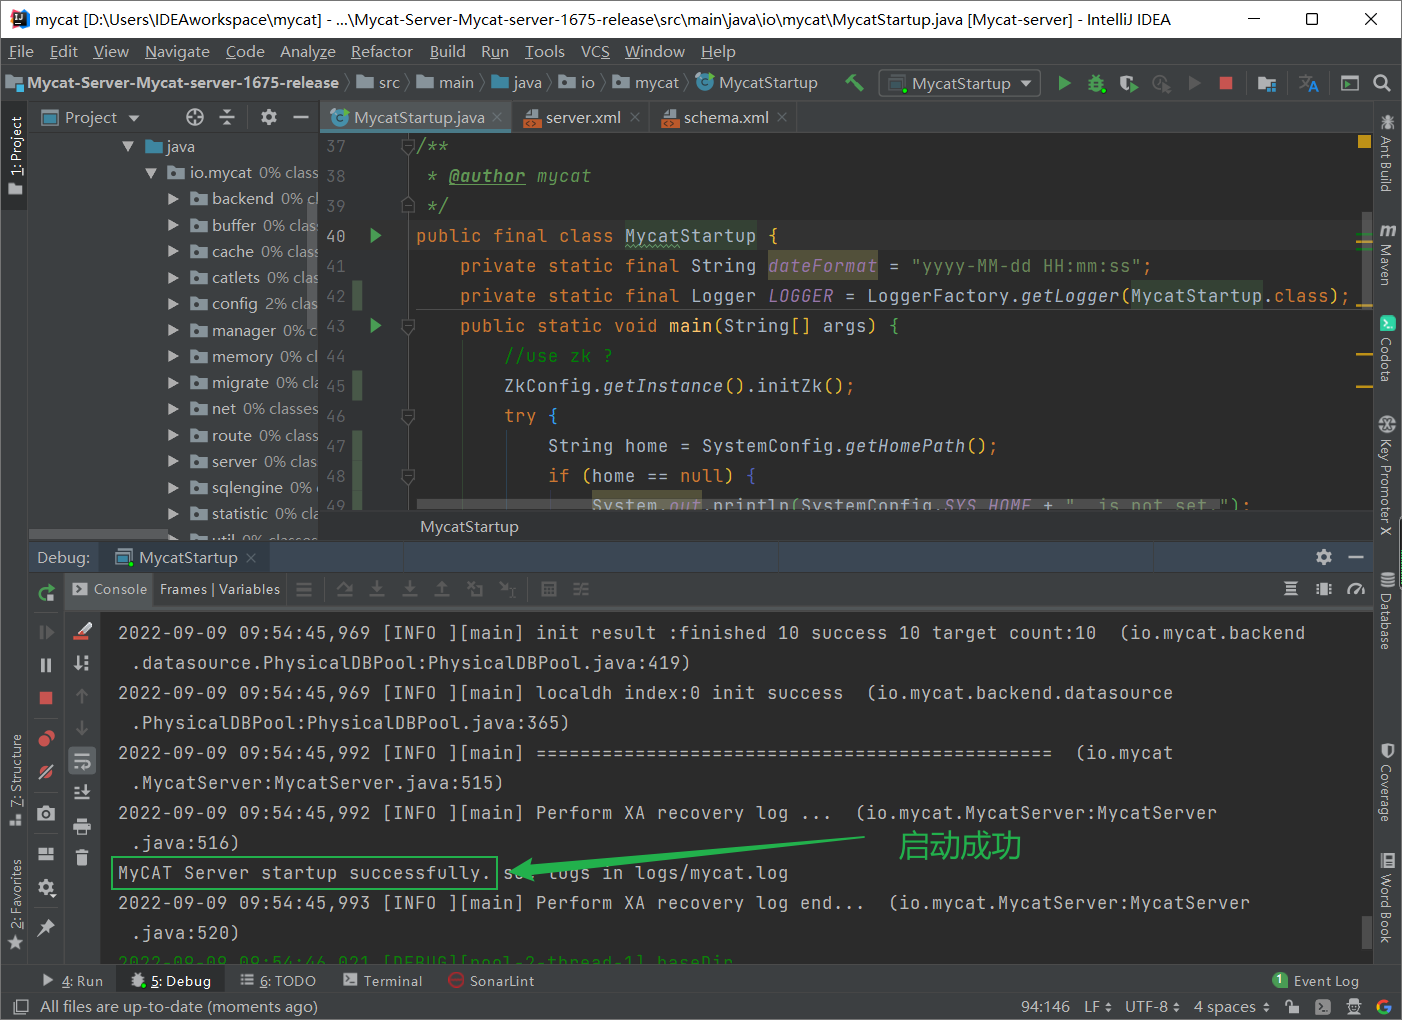 mycat [D:\Users\IDEAworkspace\mycat] - ...\Mycat-Server-Mycat-server-1675-release\src\main\java\io\mycat\MycatStartup.java [Mycat-server] - IntelliJ IDEA
File Edit View Navigate Code Analyze Refactor Build Run Tools VCS Window Help
Mycat-Server-Mycat-server-1675-release src main java io mycat MycatStartup MycatStartup
Project MycatStartup.java server.xml schema.xml
1: Project
java
io.mycat 0% class
backend 0% c
buffer 0% clas
cache 0% clas
catlets 0% clas
config 2% clas
manager 0% c
memory 0% cl
migrate 0% cla
net 0% classes
route 0% class
server 0% clas
sqlengine 0%
statistic 0% cla
util 0% classes
37 /**
38 * @author mycat
39 */
40 public final class MycatStartup {
41 private static final String dateFormat = "yyyy-MM-dd HH:mm:ss";
42 private static final Logger LOGGER = LoggerFactory.getLogger(MycatStartup.class);
43 public static void main(String[] args) {
44 //use zk ?
45 ZkConfig.getInstance().initZk();
46 try {
47 String home = SystemConfig.getHomePath();
48 if (home == null) {
49 System.out.println(SystemConfig.SYS_HOME + " is not set.");
MycatStartup
Ant Build
Maven
Codota
Key Promoter X
Database
Coverage
Word Book
Debug: MycatStartup
Console Frames | Variables
2022-09-09 09:54:45,969 [INFO ][main] init result :finished 10 success 10 target count:10 (io.mycat.backend
.datasource.PhysicalDBPool:PhysicalDBPool.java:419)
2022-09-09 09:54:45,969 [INFO ][main] localdh index:0 init success (io.mycat.backend.datasource
.PhysicalDBPool:PhysicalDBPool.java:365)
2022-09-09 09:54:45,992 [INFO ][main] =============================================== (io.mycat
.MycatServer:MycatServer.java:515)
2022-09-09 09:54:45,992 [INFO ][main] Perform XA recovery log ... (io.mycat.MycatServer:MycatServer
.java:516)
启动成功
MyCAT Server startup successfully. see logs in logs/mycat.log
2022-09-09 09:54:45,993 [INFO ][main] Perform XA recovery log end... (io.mycat.MycatServer:MycatServer
.java:520)
2022-09-09 09:54:46,021 [DEBUG][pool-2-thread-1] baseDir
7: Structure
2: Favorites
4: Run 5: Debug 6: TODO Terminal SonarLint 1 Event Log
All files are up-to-date (moments ago) 94:146 LF UTF-8 4 spaces